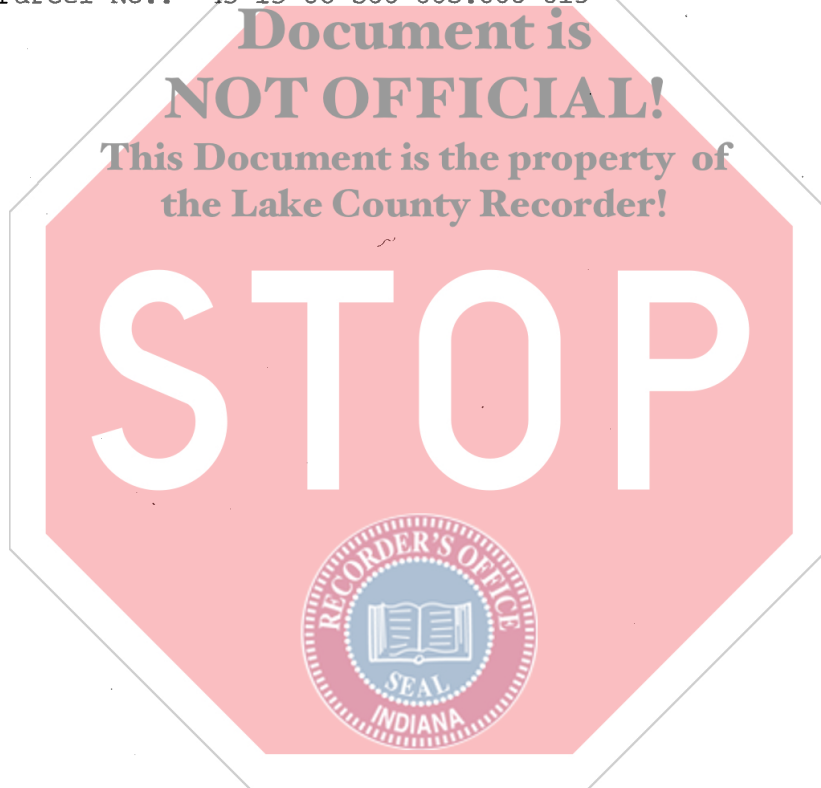 Document is
NOT OFFICIAL!
This Document is the property of
the Lake County Recorder!
STOP
RECORDER'S OFFICE
SEAL
INDIANA